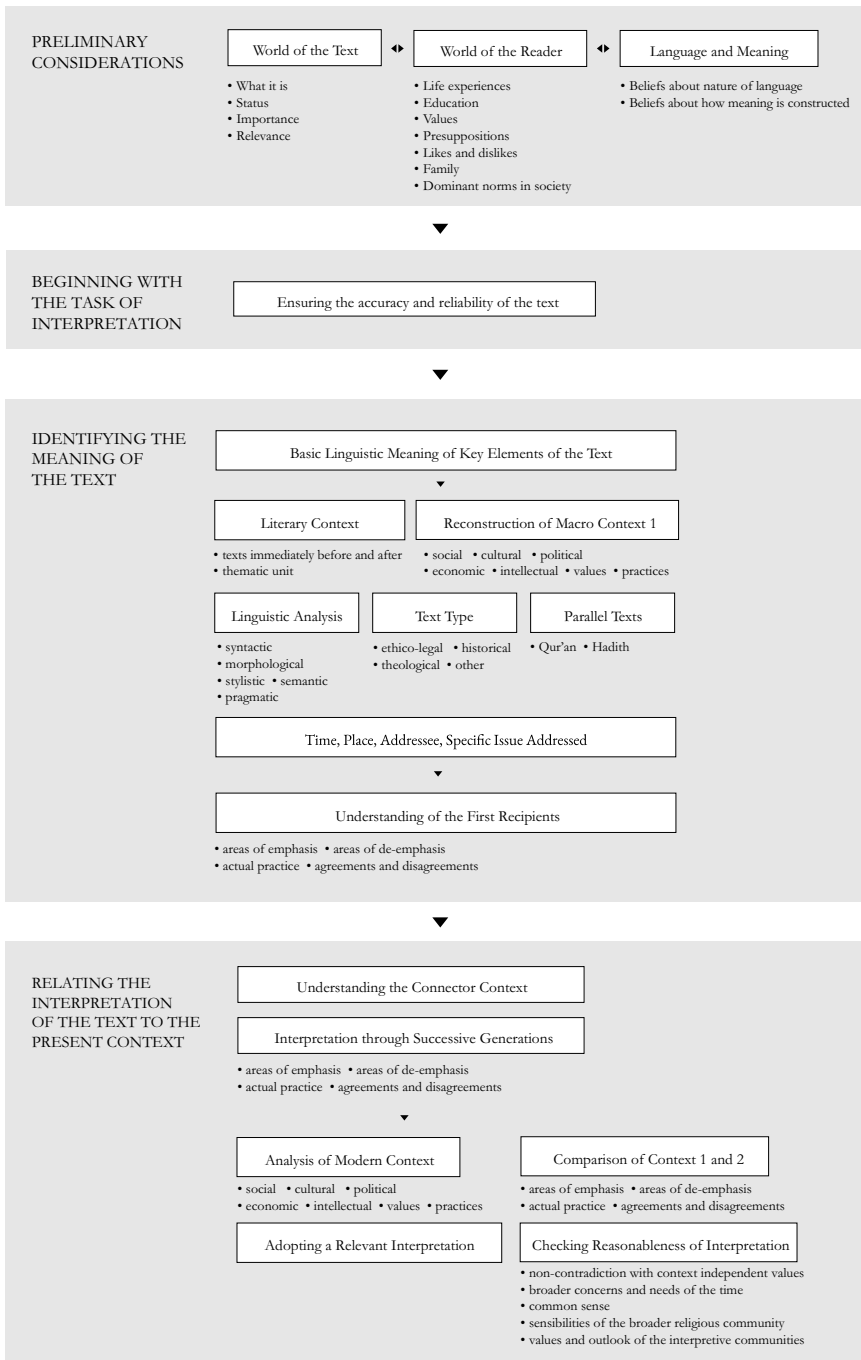 PRELIMINARY
CONSIDERATIONS
World of the Text
World of the Reader
Language and Meaning
• What it is
• Status
• Importance
• Relevance
• Life experiences
• Education
• Values
• Presuppositions
• Likes and dislikes
• Family
• Dominant norms in society
• Beliefs about nature of language
• Beliefs about how meaning is constructed
BEGINNING WITH
THE TASK OF
INTERPRETATION
Ensuring the accuracy and reliability of the text
IDENTIFYING THE
MEANING OF
THE TEXT
Basic Linguistic Meaning of Key Elements of the Text
Literary Context
• texts immediately before and after
• thematic unit
Reconstruction of Macro Context 1
• social • cultural • political
• economic • intellectual • values • practices
Linguistic Analysis
• syntactic
• morphological
• stylistic • semantic
• pragmatic
Text Type
• ethico-legal • historical
• theological • other
Parallel Texts
• Qur'an • Hadith
Time, Place, Addressee, Specific Issue Addressed
Understanding of the First Recipients
• areas of emphasis • areas of de-emphasis
• actual practice • agreements and disagreements
RELATING THE
INTERPRETATION
OF THE TEXT TO THE
PRESENT CONTEXT
Understanding the Connector Context
Interpretation through Successive Generations
• areas of emphasis • areas of de-emphasis
• actual practice • agreements and disagreements
Analysis of Modern Context
• social • cultural • political
• economic • intellectual • values • practices
Comparison of Context 1 and 2
• areas of emphasis • areas of de-emphasis
• actual practice • agreements and disagreements
Adopting a Relevant Interpretation
Checking Reasonableness of Interpretation
• non-contradiction with context independent values
• broader concerns and needs of the time
• common sense
• sensibilities of the broader religious community
• values and outlook of the interpretive communities